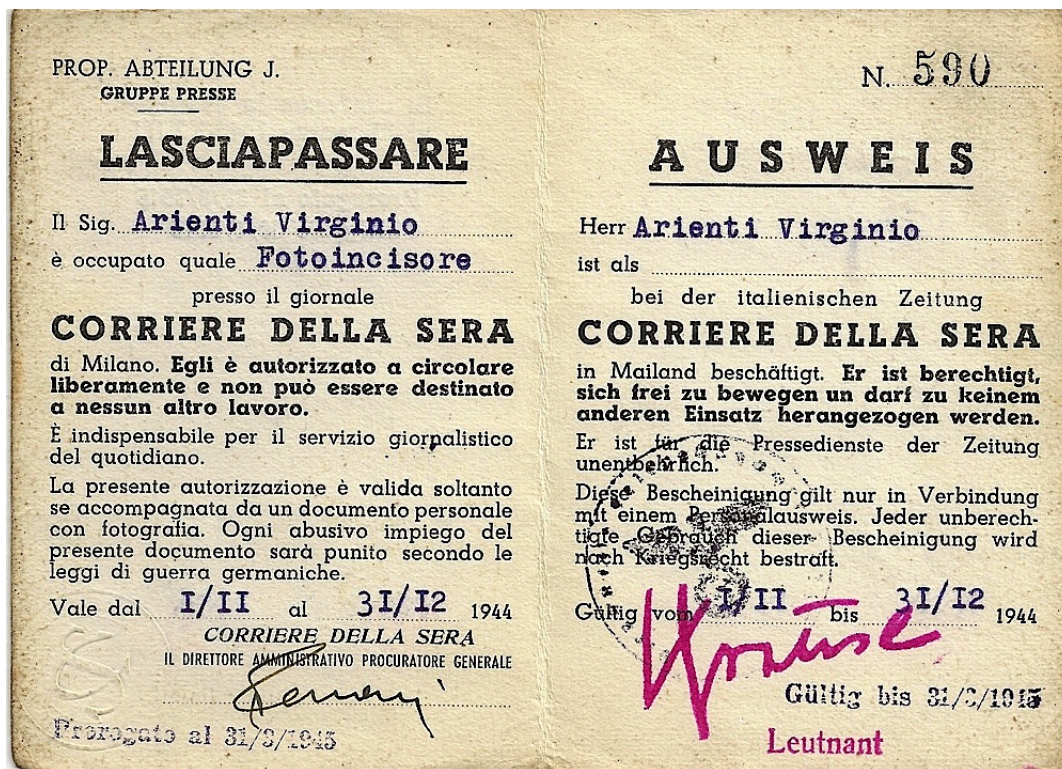 PROP. ABTEILUNG J.
GRUPPE PRESSE
LASCIAPASSARE
Il Sig. Arienti Virginio
è occupato quale Fotoincisore
presso il giornale
CORRIERE DELLA SERA
di Milano. Egli è autorizzato a circolare
liberamente e non può essere destinato
a nessun altro lavoro.
È indispensabile per il servizio giornalistico
del quotidiano.
La presente autorizzazione è valida soltanto
se accompagnata da un documento personale
con fotografia. Ogni abusivo impiego del
presente documento sarà punito secondo le
leggi di guerra germaniche.
Vale dal I/II al 3I/I2 1944
CORRIERE DELLA SERA
IL DIRETTORE AMMINISTRATIVO PROCURATORE GENERALE
Prorogato al 31/3/1945
N. 590
AUSWEIS
Herr Arienti Virginio
ist als
bei der italienischen Zeitung
CORRIERE DELLA SERA
in Mailand beschäftigt. Er ist berechtigt,
sich frei zu bewegen un darf zu keinem
anderen Einsatz herangezogen werden.
Er ist für die Pressedienste der Zeitung
unentbehrlich.
Diese Bescheinigung gilt nur in Verbindung
mit einem Personalausweis. Jeder unberech-
tigte Gebrauch dieser Bescheinigung wird
nach Kriegsrecht bestraft.
Gültig vom I/II bis 3I/I2 1944
Gültig bis 31/3/1945
Leutnant